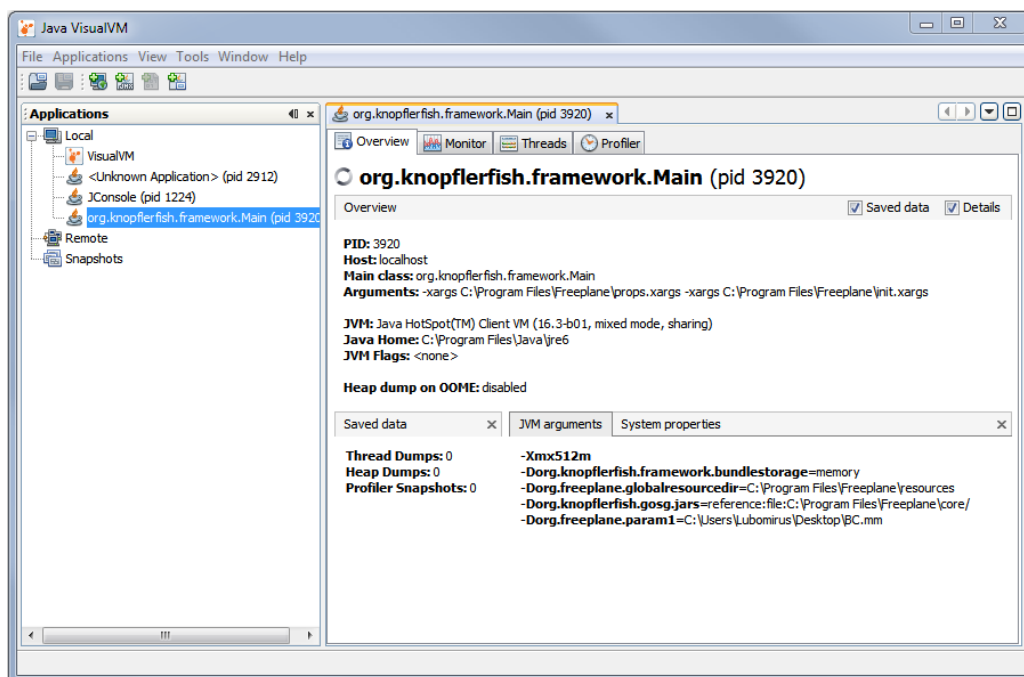 Java VisualVM
File Applications View Tools Window Help
Applications
Local
VisualVM
<Unknown Application> (pid 2912)
JConsole (pid 1224)
org.knopflerfish.framework.Main (pid 3920
Remote
Snapshots
org.knopflerfish.framework.Main (pid 3920)
Overview Monitor Threads Profiler
org.knopflerfish.framework.Main (pid 3920)
Overview Saved data Details
PID: 3920
Host: localhost
Main class: org.knopflerfish.framework.Main
Arguments: -xargs C:\Program Files\Freeplane\props.xargs -xargs C:\Program Files\Freeplane\init.xargs
JVM: Java HotSpot(TM) Client VM (16.3-b01, mixed mode, sharing)
Java Home: C:\Program Files\Java\jre6
JVM Flags: <none>
Heap dump on OOME: disabled
Saved data
Thread Dumps: 0
Heap Dumps: 0
Profiler Snapshots: 0
JVM arguments System properties
-Xmx512m
-Dorg.knopflerfish.framework.bundlestorage=memory
-Dorg.freeplane.globalresourcedir=C:\Program Files\Freeplane\resources
-Dorg.knopflerfish.gosg.jars=reference:file:C:\Program Files\Freeplane\core/
-Dorg.freeplane.param1=C:\Users\Lubomirus\Desktop\BC.mm